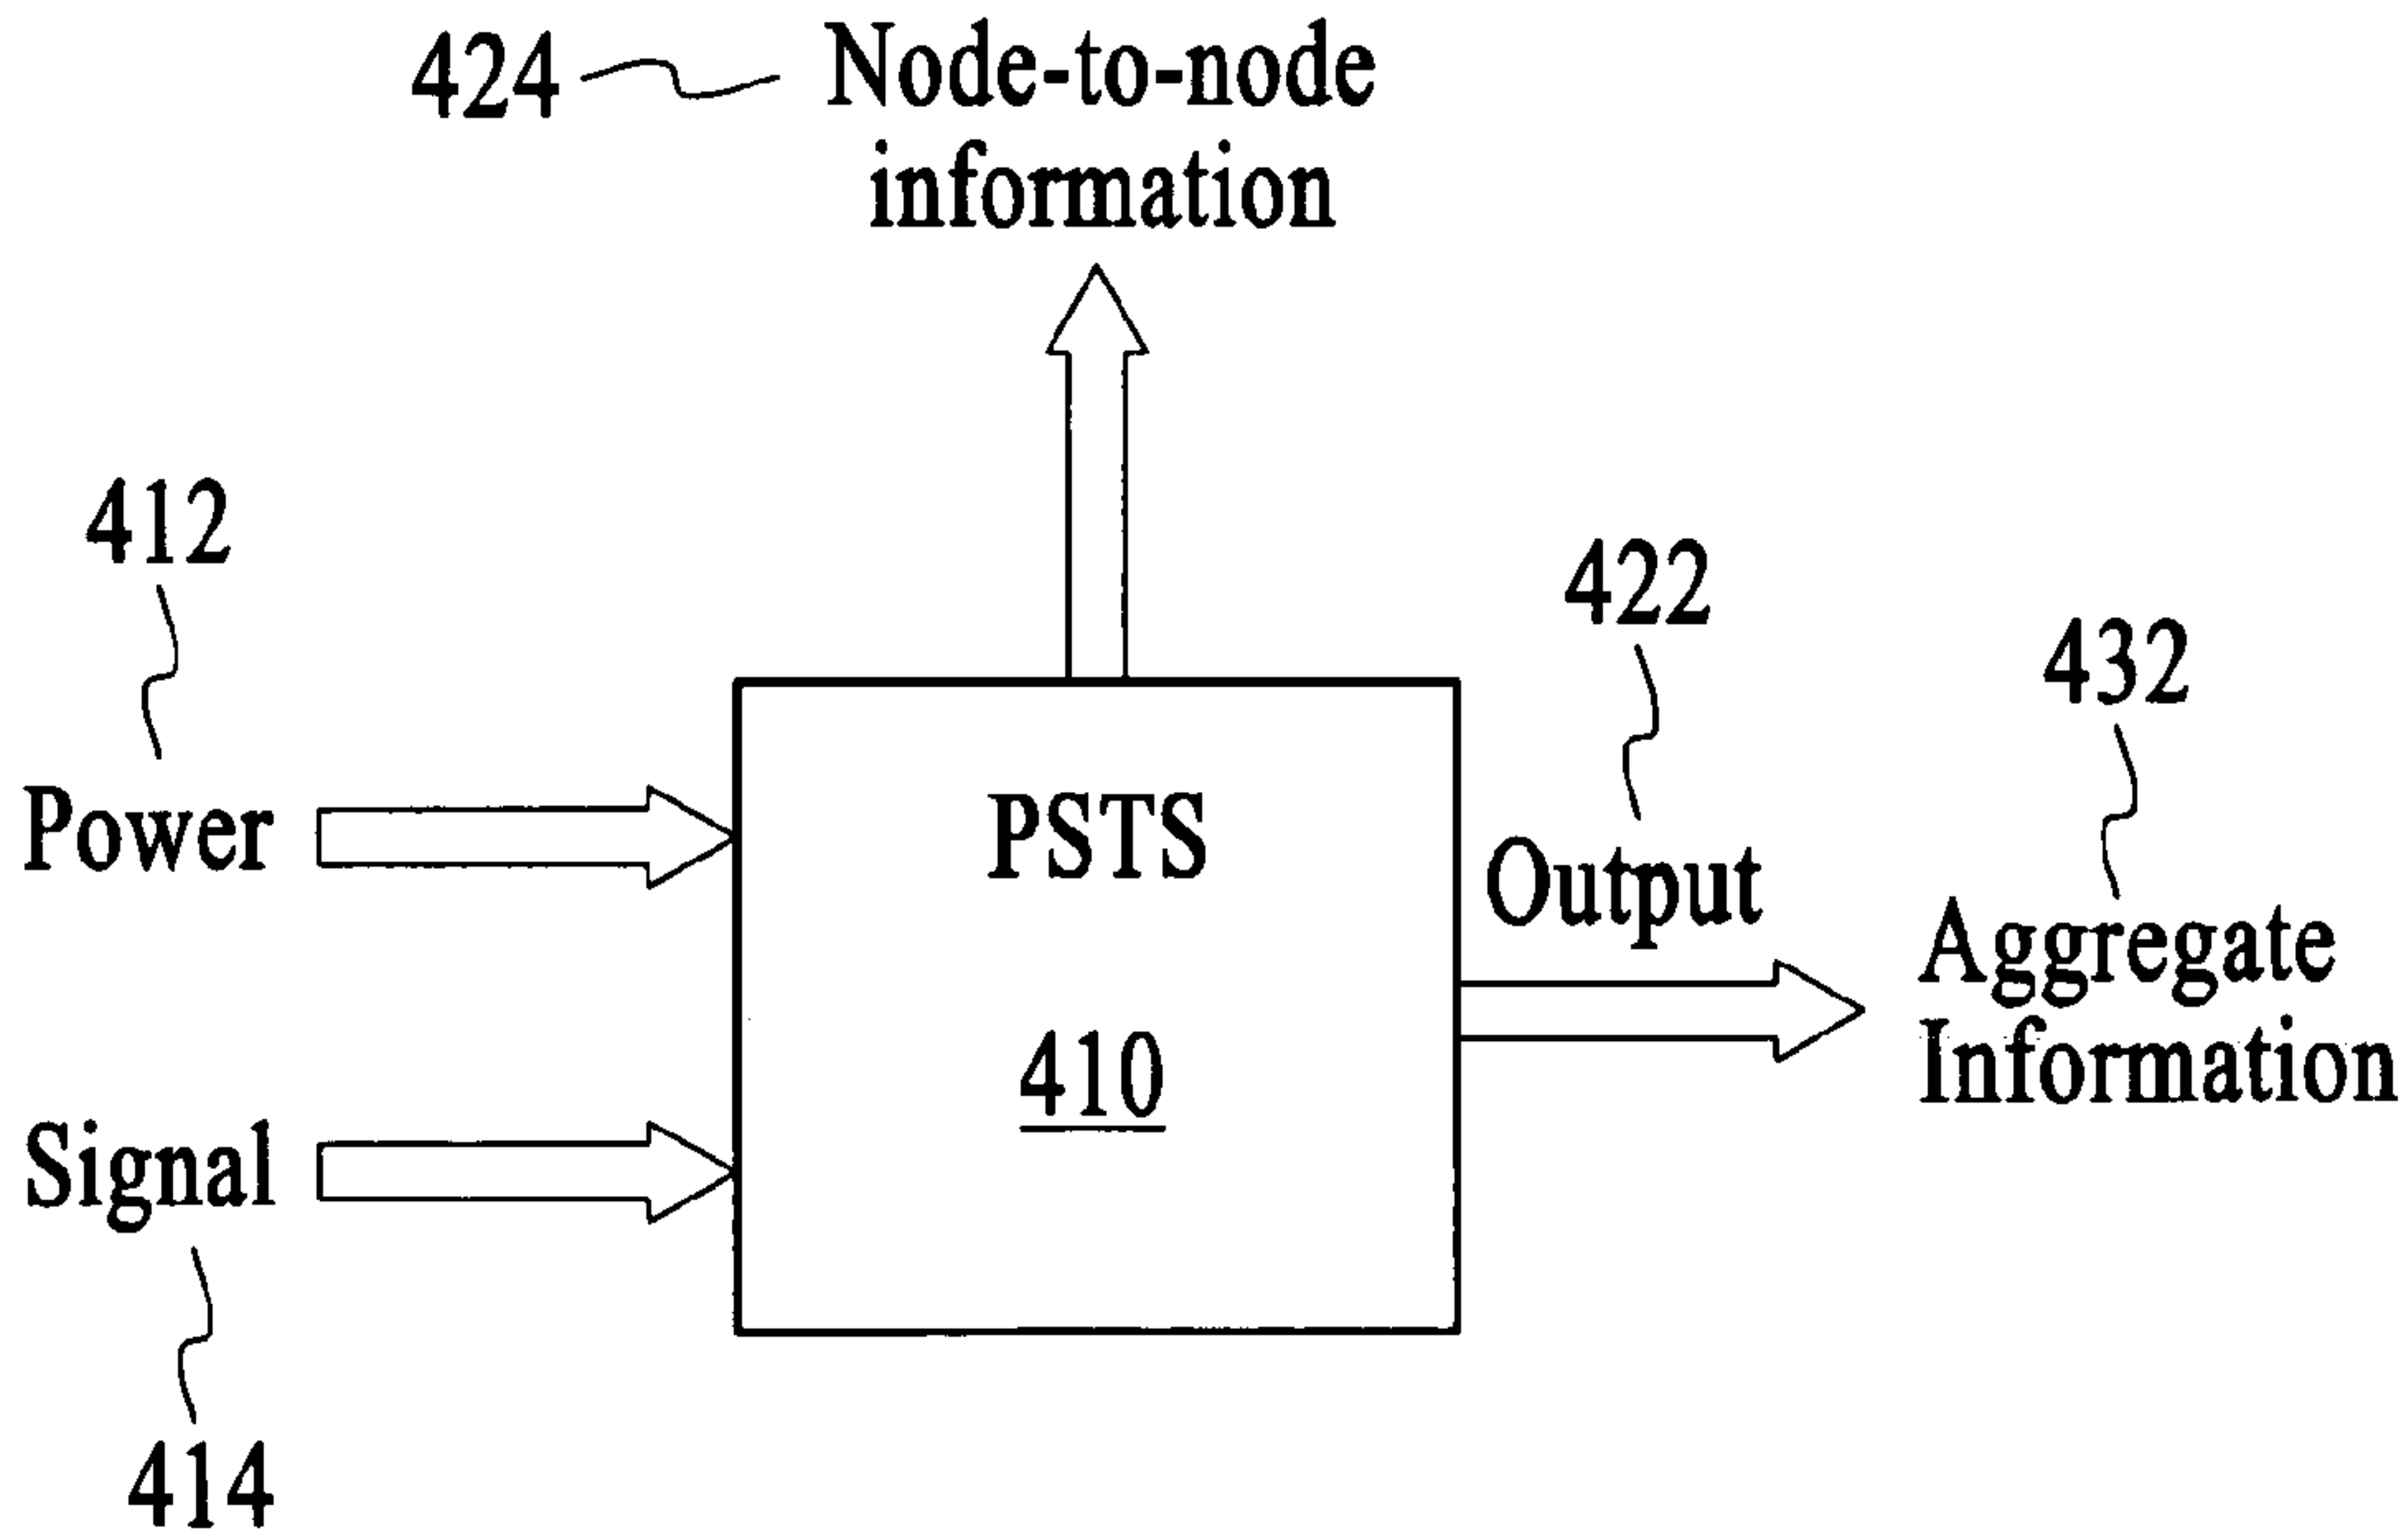 424
Node-to-node
information
412
422
432
Power
PSTS
Output
Aggregate
Information
410
Signal
414